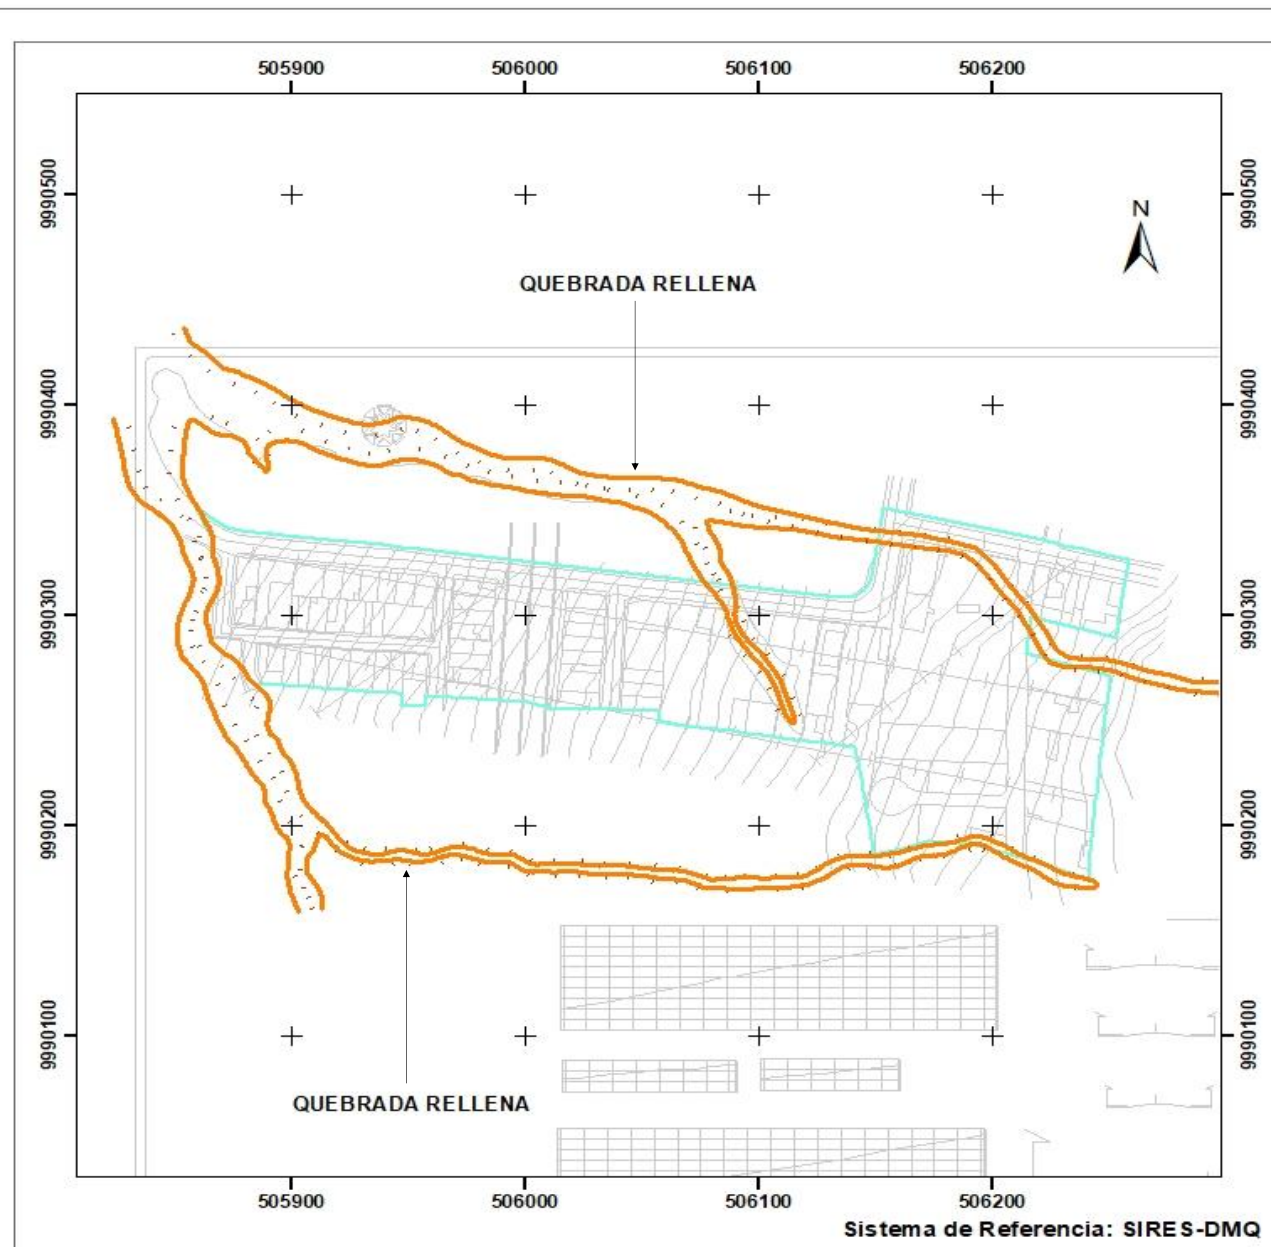 505900 506000 506100 506200
9990500 9990500
N
QUEBRADA RELLENA
9990400 9990400
9990300 9990300
9990200 9990200
9990100 9990100
QUEBRADA RELLENA
505900 506000 506100 506200
Sistema de Referencia: SIRES-DMQ